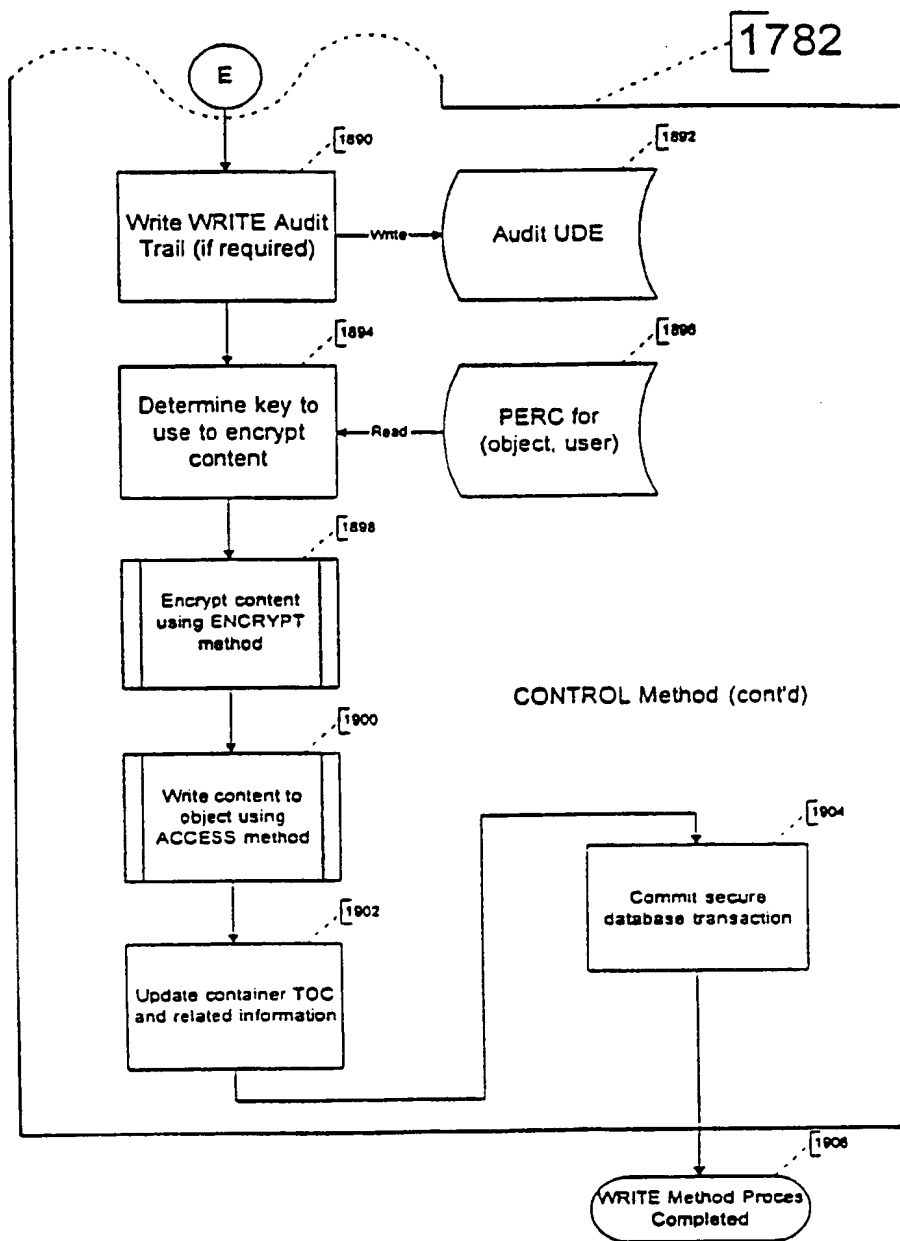 1782
E
1890
Write WRITE Audit
Trail (if required)
Write
1892
Audit UDE
1894
Determine key to
use to encrypt
content
Read
1896
PERC for
(object, user)
1898
Encrypt content
using ENCRYPT
method
CONTROL Method (cont'd)
1900
Write content to
object using
ACCESS method
1902
Update container TOC
and related information
1904
Commit secure
database transaction
1906
WRITE Method Proces
Completed